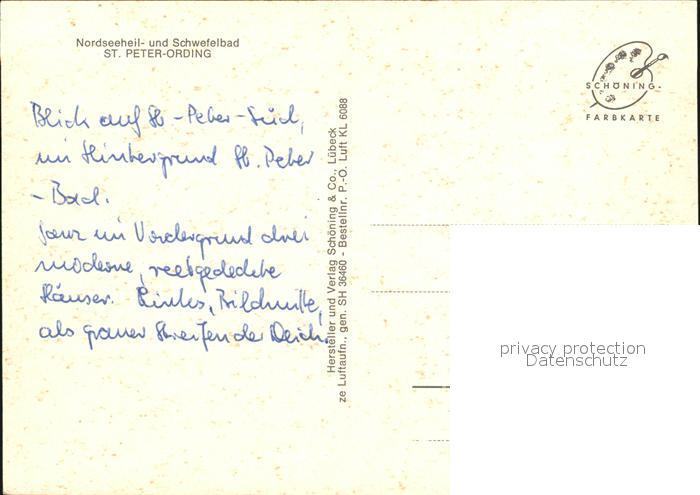 Nordseeheil- und Schwefelbad
ST. PETER-ORDING
Blick auf St-Peter-Süd,
im Hintergrund St. Peter
-Bad.
Ganz im Vordergrund drei
moderne, reetgedeckte
Häuser. Links, Bildmitte,
als grauer Streifen der Deich.
Hersteller und Verlag Schöning & Co., Lübeck
ze Luftaufn., gen. SH 36460 - Bestellnr. P.-O. Luft KL 6088
SCHÖNING-
FARBKARTE
privacy protection
Datenschutz